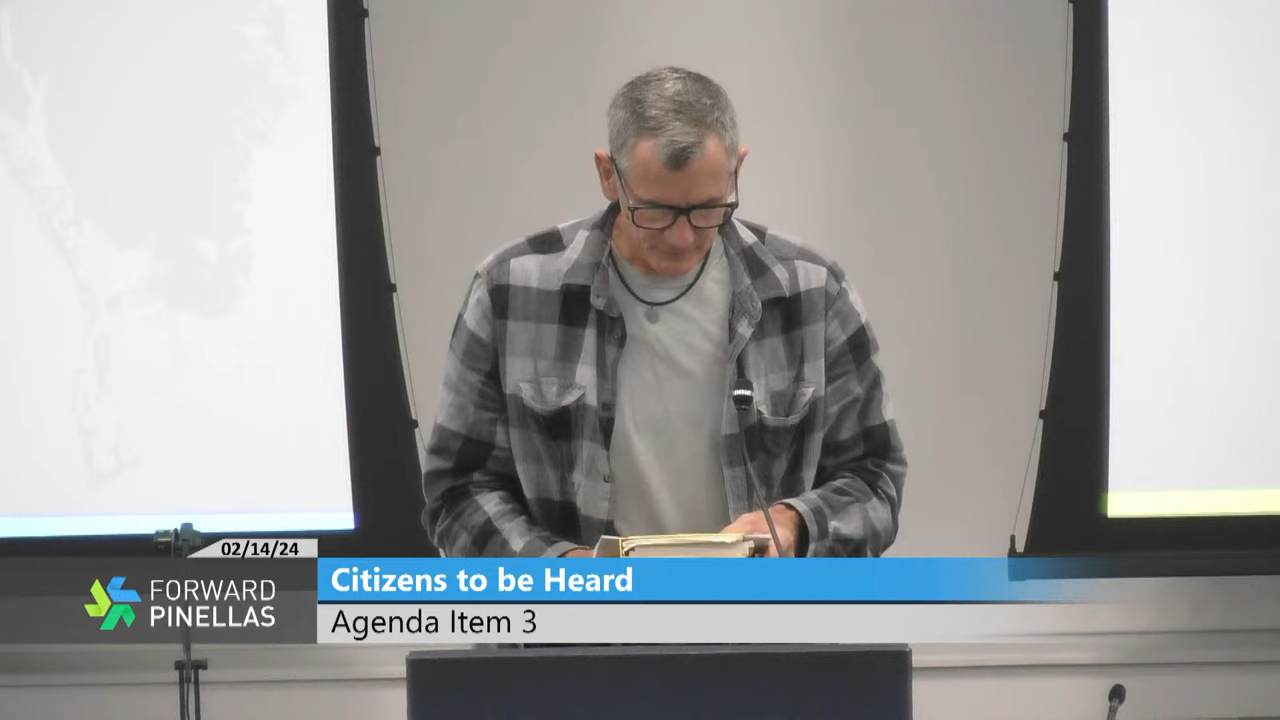 02/14/24
FORWARD
PINELLAS
Citizens to be Heard
Agenda Item 3